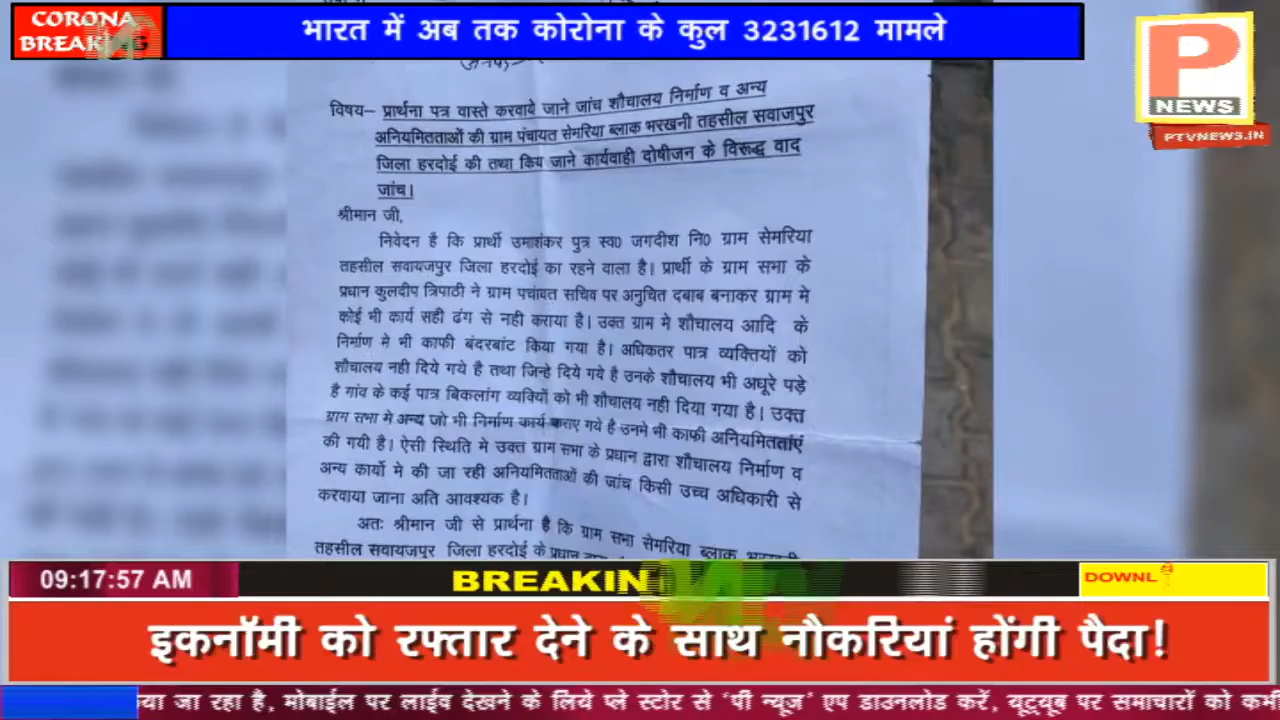 CORONA
BREAKING
भारत में अब तक कोरोना के कुल 3231612 मामले
P
NEWS
PTVNEWS.IN
विषय– प्रार्थना पत्र वास्ते करवाये जाने जांच शौचालय निर्माण व अन्य
अनियमितताओं की ग्राम पंचायत सेमरिया ब्लाक भरखनी तहसील सवाजपुर
जिला हरदोई की तथा किय जाने कार्यवाही दोषीजन के विरूद्ध वाद
जांच।
श्रीमान जी,
निवेदन है कि प्रार्थी उमाशंकर पुत्र स्व0 जगदीश नि0 ग्राम सेमरिया
तहसील सवायजपुर जिला हरदोई का रहने वाला है। प्रार्थी के ग्राम सभा के
प्रधान कुलदीप त्रिपाठी ने ग्राम पंचायत सचिव पर अनुचित दबाब बनाकर ग्राम मे
कोई भी कार्य सही ढंग से नही कराया है। उक्त ग्राम मे शौचालय आदि के
निर्माण मे भी काफी बंदरबांट किया गया है। अधिकतर पात्र व्यक्तियों को
शौचालय नही दिये गये है तथा जिन्हे दिये गये है उनके शौचालय भी अधूरे पड़े
है गांव के कई पात्र बिकलांग व्यक्यिों को भी शौचालय नही दिया गया है। उक्त
ग्राम सभा मे अन्य जो भी निर्माण कार्य कराए गये है उनमे भी काफी अनियमितताएं
की गयी है। ऐसी स्थिति मे उक्त ग्राम सभा के प्रधान द्वारा शौचालय निर्माण व
अन्य कार्यो मे की जा रही अनियमितताओं की जांच किसी उच्च अधिकारी से
करवाया जाना अति आवश्यक है।
अतः श्रीमान जी से प्रार्थना है कि ग्राम सभा सेमरिया ब्लाक भरखनी
तहसील सवायजपुर जिला हरदोई के प्रधान द्वारा
09:17:57 AM
BREAKIN
DOWNL
इकनॉमी को रफ्तार देने के साथ नौकरियां होंगी पैदा!
जा रहा है, मोबाईल पर लाईव देखने के लिये प्ले स्टोर से 'पी न्यूज' एप डाउनलोड करें, यूट्यूब पर समाचारों को